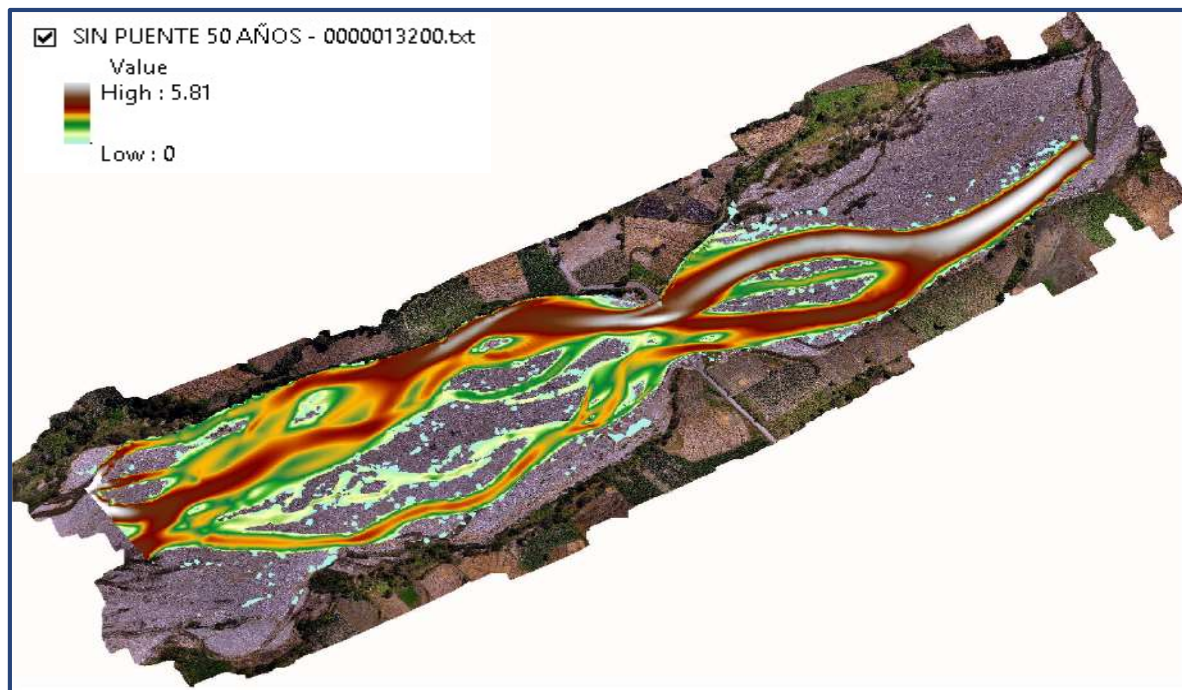 SIN PUENTE 50 AÑOS - 0000013200.txt
Value
High : 5.81
Low : 0